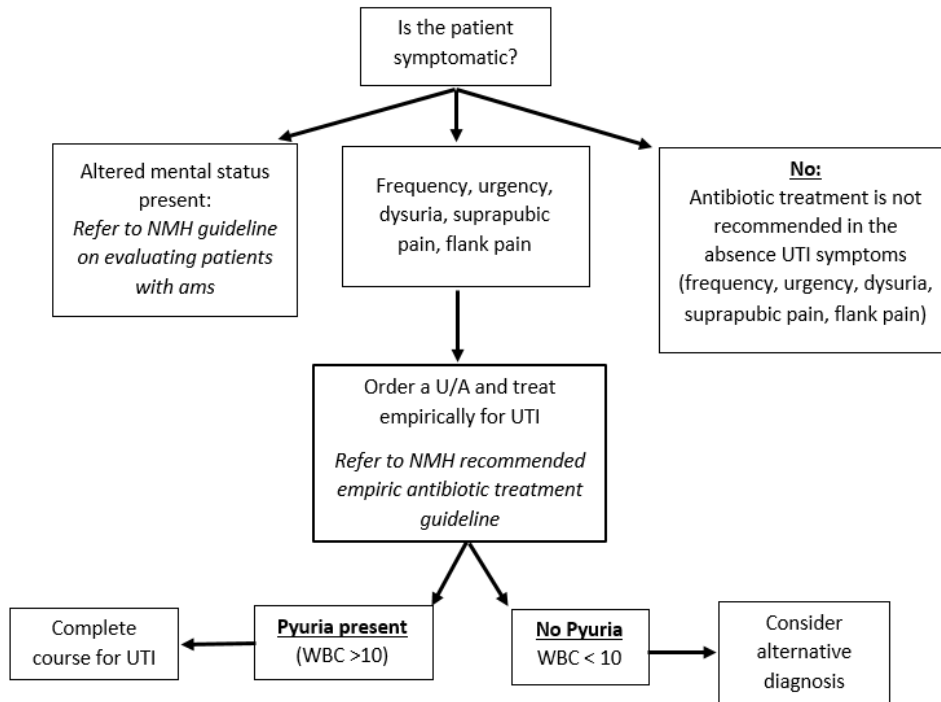 Is the patient
symptomatic?
Altered mental status
present:
Refer to NMH guideline
on evaluating patients
with ams
Frequency, urgency,
dysuria, suprapubic
pain, flank pain
No:
Antibiotic treatment is not
recommended in the
absence UTI symptoms
(frequency, urgency, dysuria,
suprapubic pain, flank pain)
Order a U/A and treat
empirically for UTI
Refer to NMH recommended
empiric antibiotic treatment
guideline
Complete
course for UTI
Pyuria present
(WBC >10)
No Pyuria
WBC < 10
Consider
alternative
diagnosis